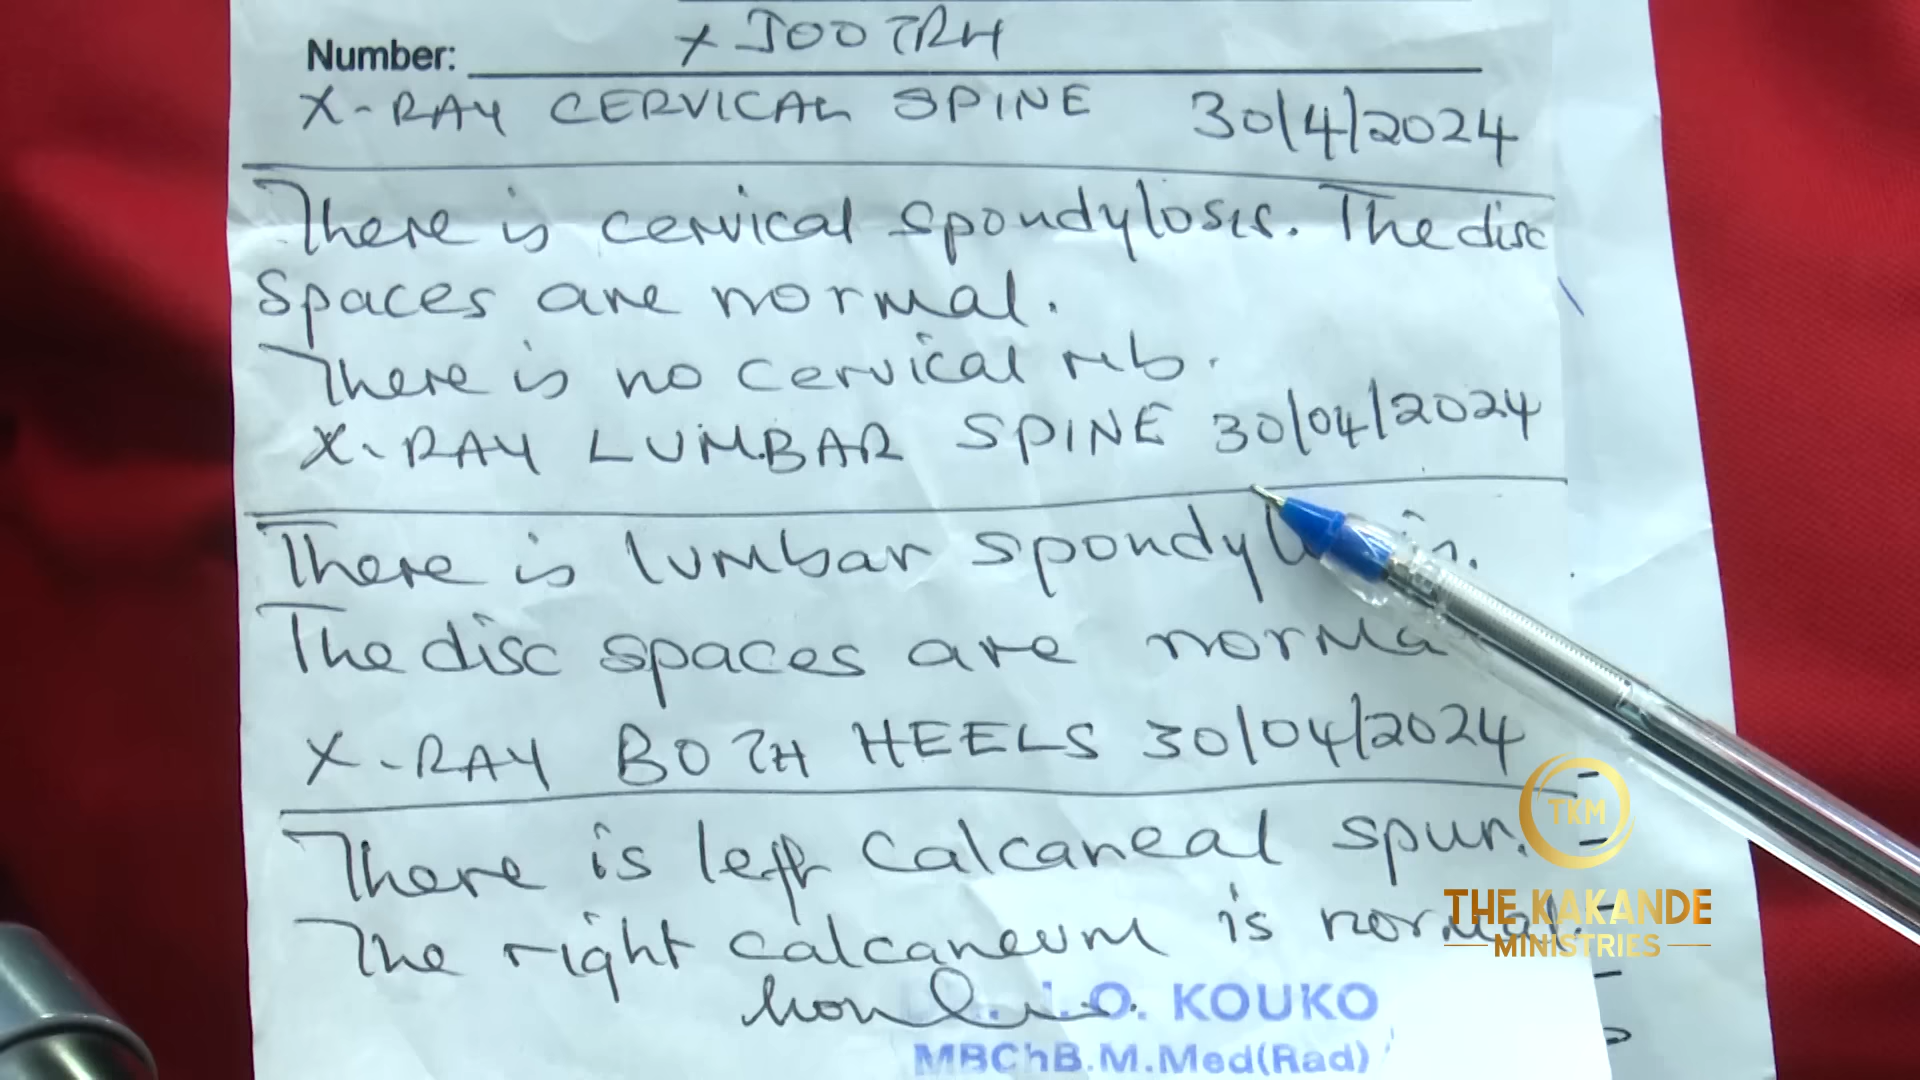 Number: X JOOTRH
X-RAY CERVICAL SPINE 30/4/2024
There is cervical spondylosis. The disc
spaces are normal.
There is no cervical rib.
X-RAY LUMBAR SPINE 30/04/2024
There is lumbar spondylosis.
The disc spaces are normal
X-RAY BOTH HEELS 30/04/2024
There is left calcaneal spur.
The right calcaneum is normal.
O. KOUKO
MBChB.M.Med(Rad)
TKM
THE KAKANDE
MINISTRIES